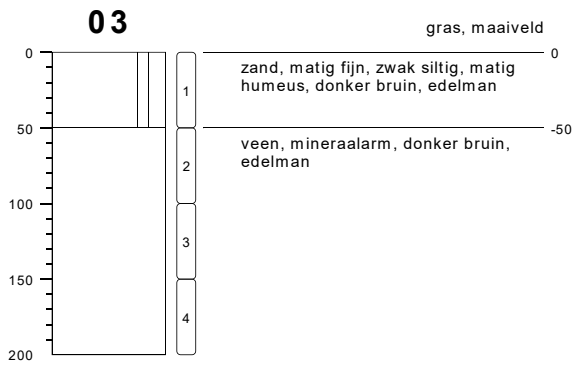 03
gras, maaiveld
0
0
zand, matig fijn, zwak siltig, matig
humeus, donker bruin, edelman
1
50
-50
veen, mineraalarm, donker bruin,
edelman
2
100
3
150
4
200